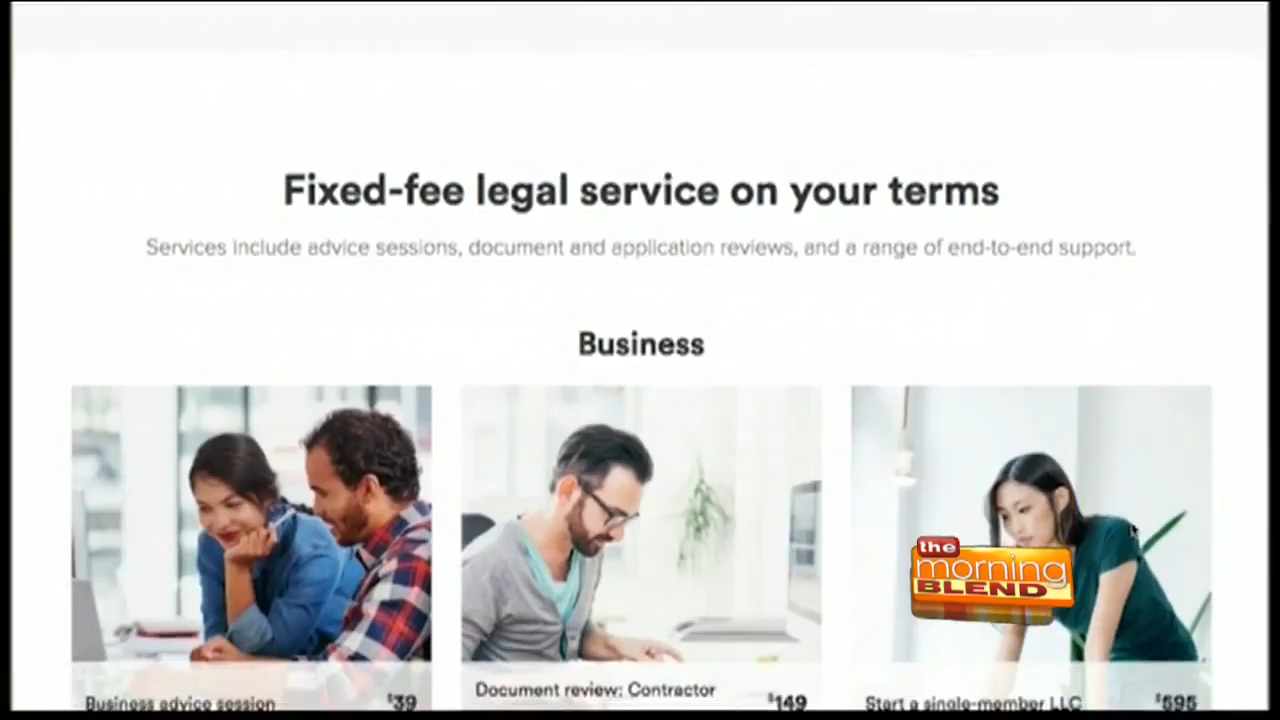 Fixed-fee legal service on your terms
Services include advice sessions, document and application reviews, and a range of end-to-end support.
Business
the
morning
BLEND
Document review: Contractor
Business advice session $39
$149
Start a single-member LLC $595